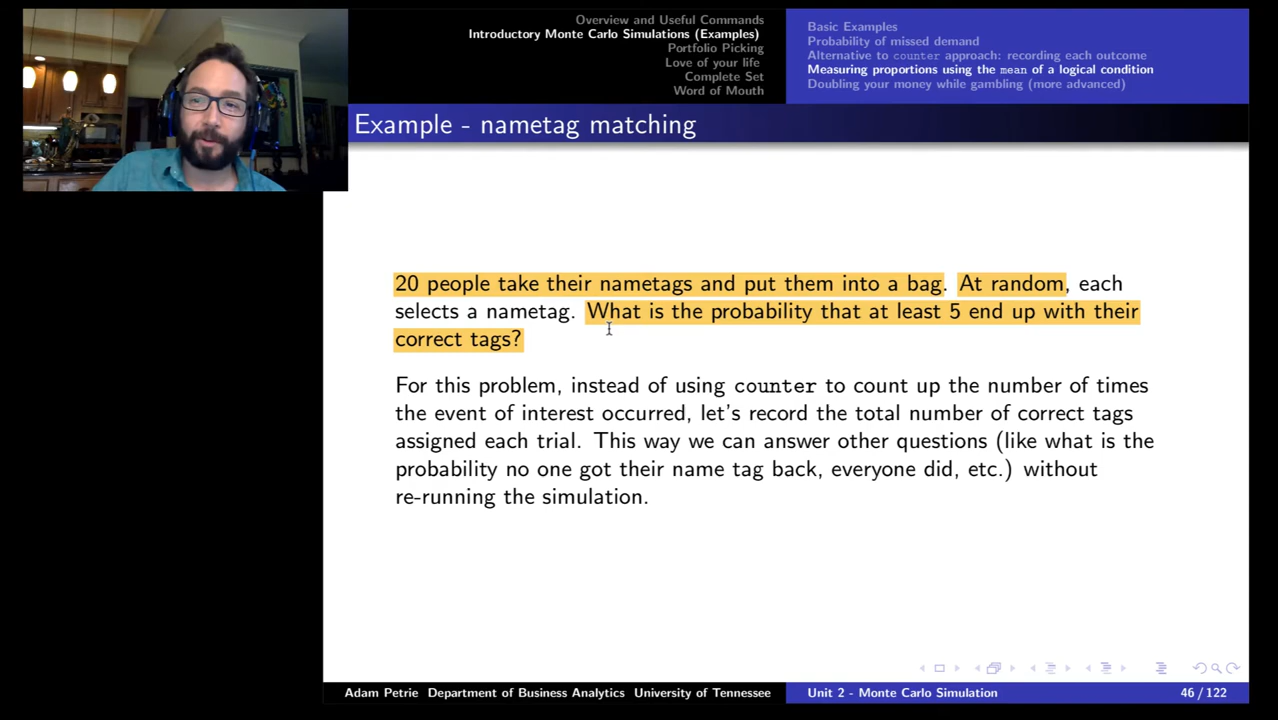 Overview and Useful Commands
Introductory Monte Carlo Simulations (Examples)
Portfolio Picking
Love of your life
Complete Set
Word of Mouth
Basic Examples
Probability of missed demand
Alternative to counter approach: recording each outcome
Measuring proportions using the mean of a logical condition
Doubling your money while gambling (more advanced)
Example - nametag matching
20 people take their nametags and put them into a bag. At random, each
selects a nametag. What is the probability that at least 5 end up with their
correct tags?
For this problem, instead of using counter to count up the number of times
the event of interest occurred, let's record the total number of correct tags
assigned each trial. This way we can answer other questions (like what is the
probability no one got their name tag back, everyone did, etc.) without
re-running the simulation.
Adam Petrie Department of Business Analytics University of Tennessee
Unit 2 - Monte Carlo Simulation
46 / 122